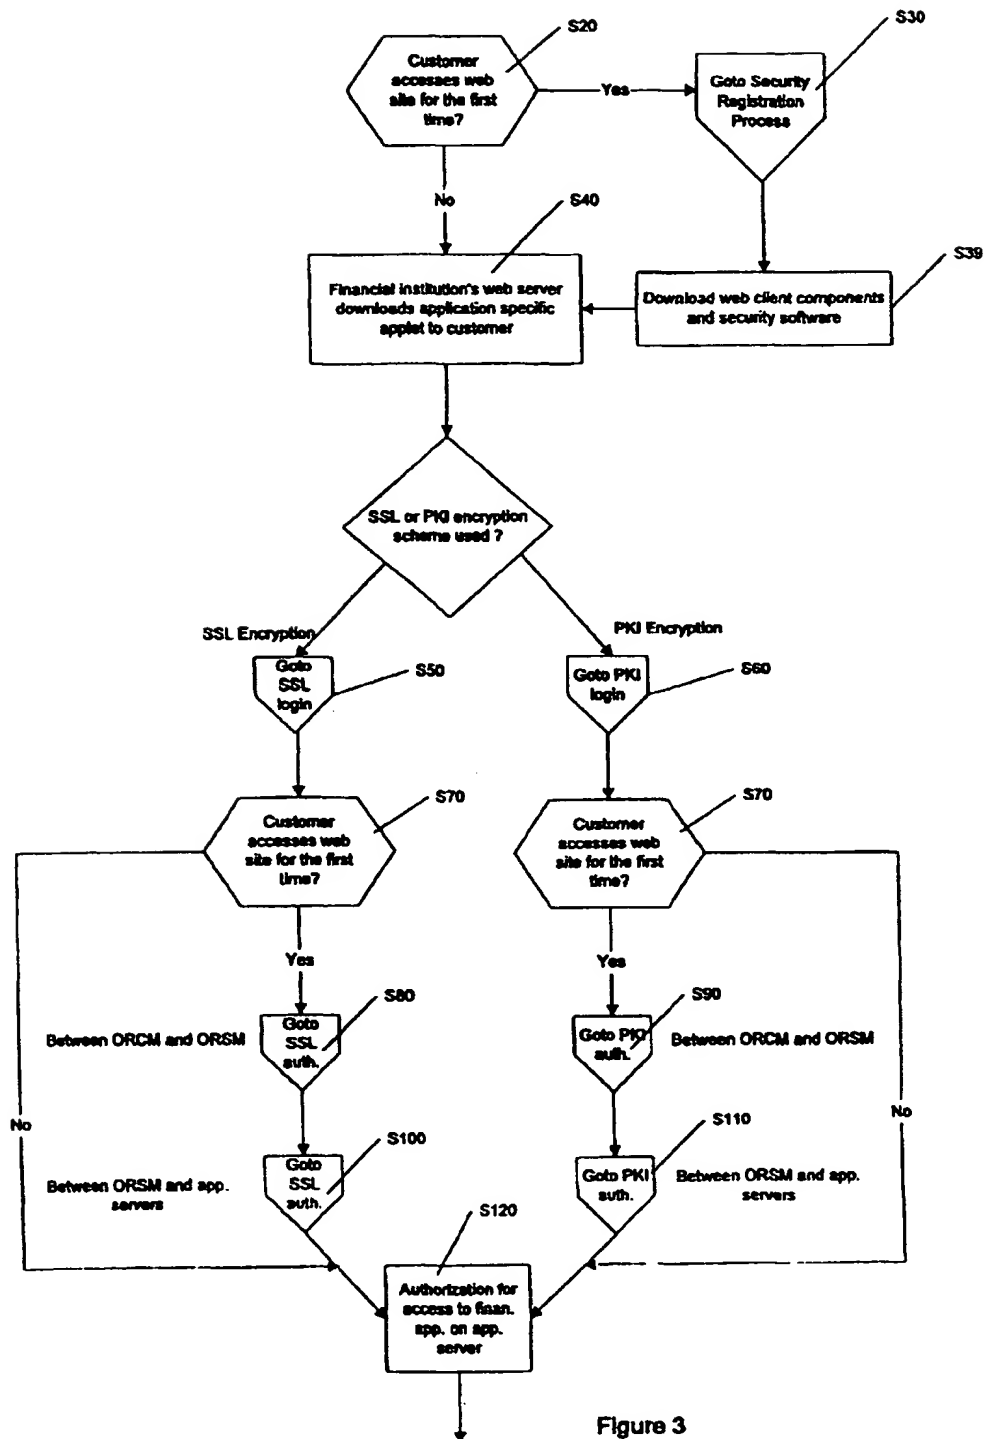 S20
S30
Customer
accesses web
site for the first
time?
Yes
Goto Security
Registration
Process
No
S40
S39
Financial institution's web server
downloads application specific
applet to customer
Download web client components
and security software
SSL or PKI encryption
scheme used ?
SSL Encryption
PKI Encryption
Goto
SSL
login
S50
Goto PKI
login
S60
S70
Customer
accesses web
site for the first
time?
S70
Customer
accesses web
site for the first
time?
Yes
Yes
S80
S90
Between ORCM and ORSM
Goto
SSL
auth.
Goto PKI
auth.
Between ORCM and ORSM
No
No
S100
S110
Between ORSM and app.
servers
Goto
SSL
auth.
Goto PKI
auth.
Between ORSM and app.
servers
S120
Authorization for
access to finan.
app. on app.
server
Figure 3